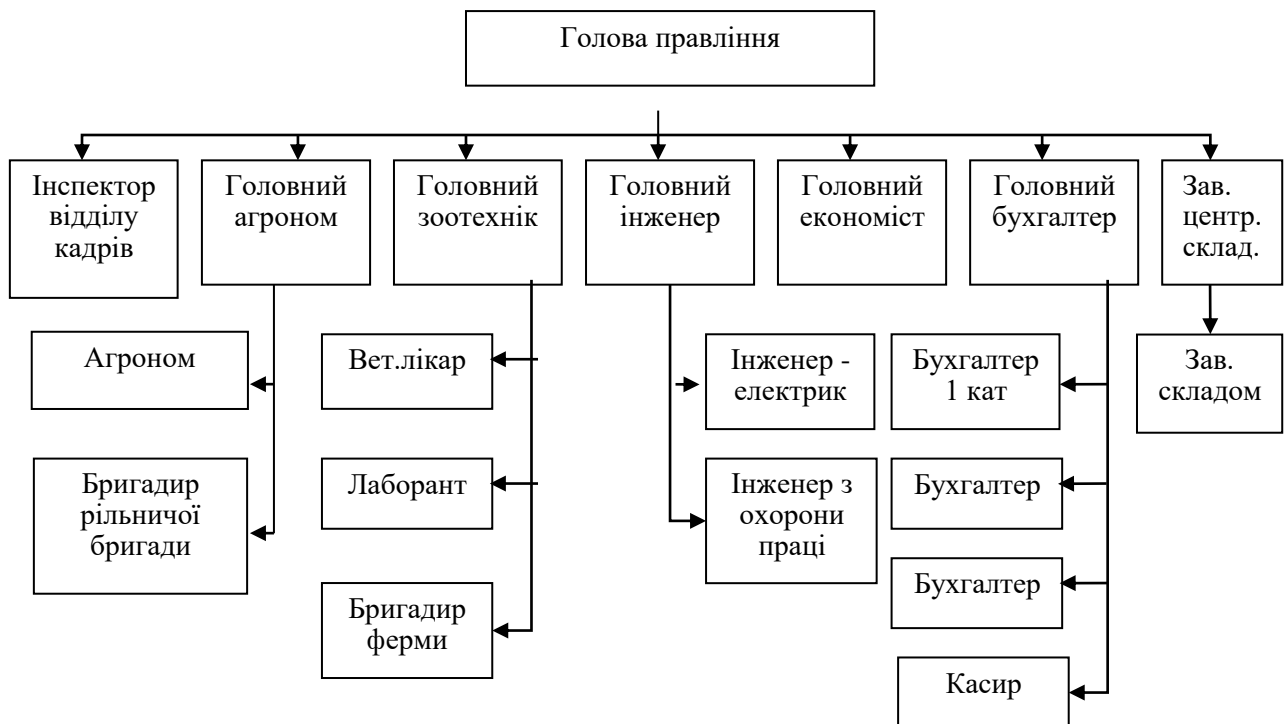 Голова правління
Інспектор
відділу
кадрів
Головний
агроном
Головний
зоотехнік
Головний
інженер
Головний
економіст
Головний
бухгалтер
Зав.
центр.
склад.
Агроном
Вет.лікар
Інженер -
електрик
Бухгалтер
1 кат
Зав.
складом
Бригадир
рільничої
бригади
Лаборант
Інженер з
охорони
праці
Бухгалтер
Бригадир
ферми
Бухгалтер
Касир